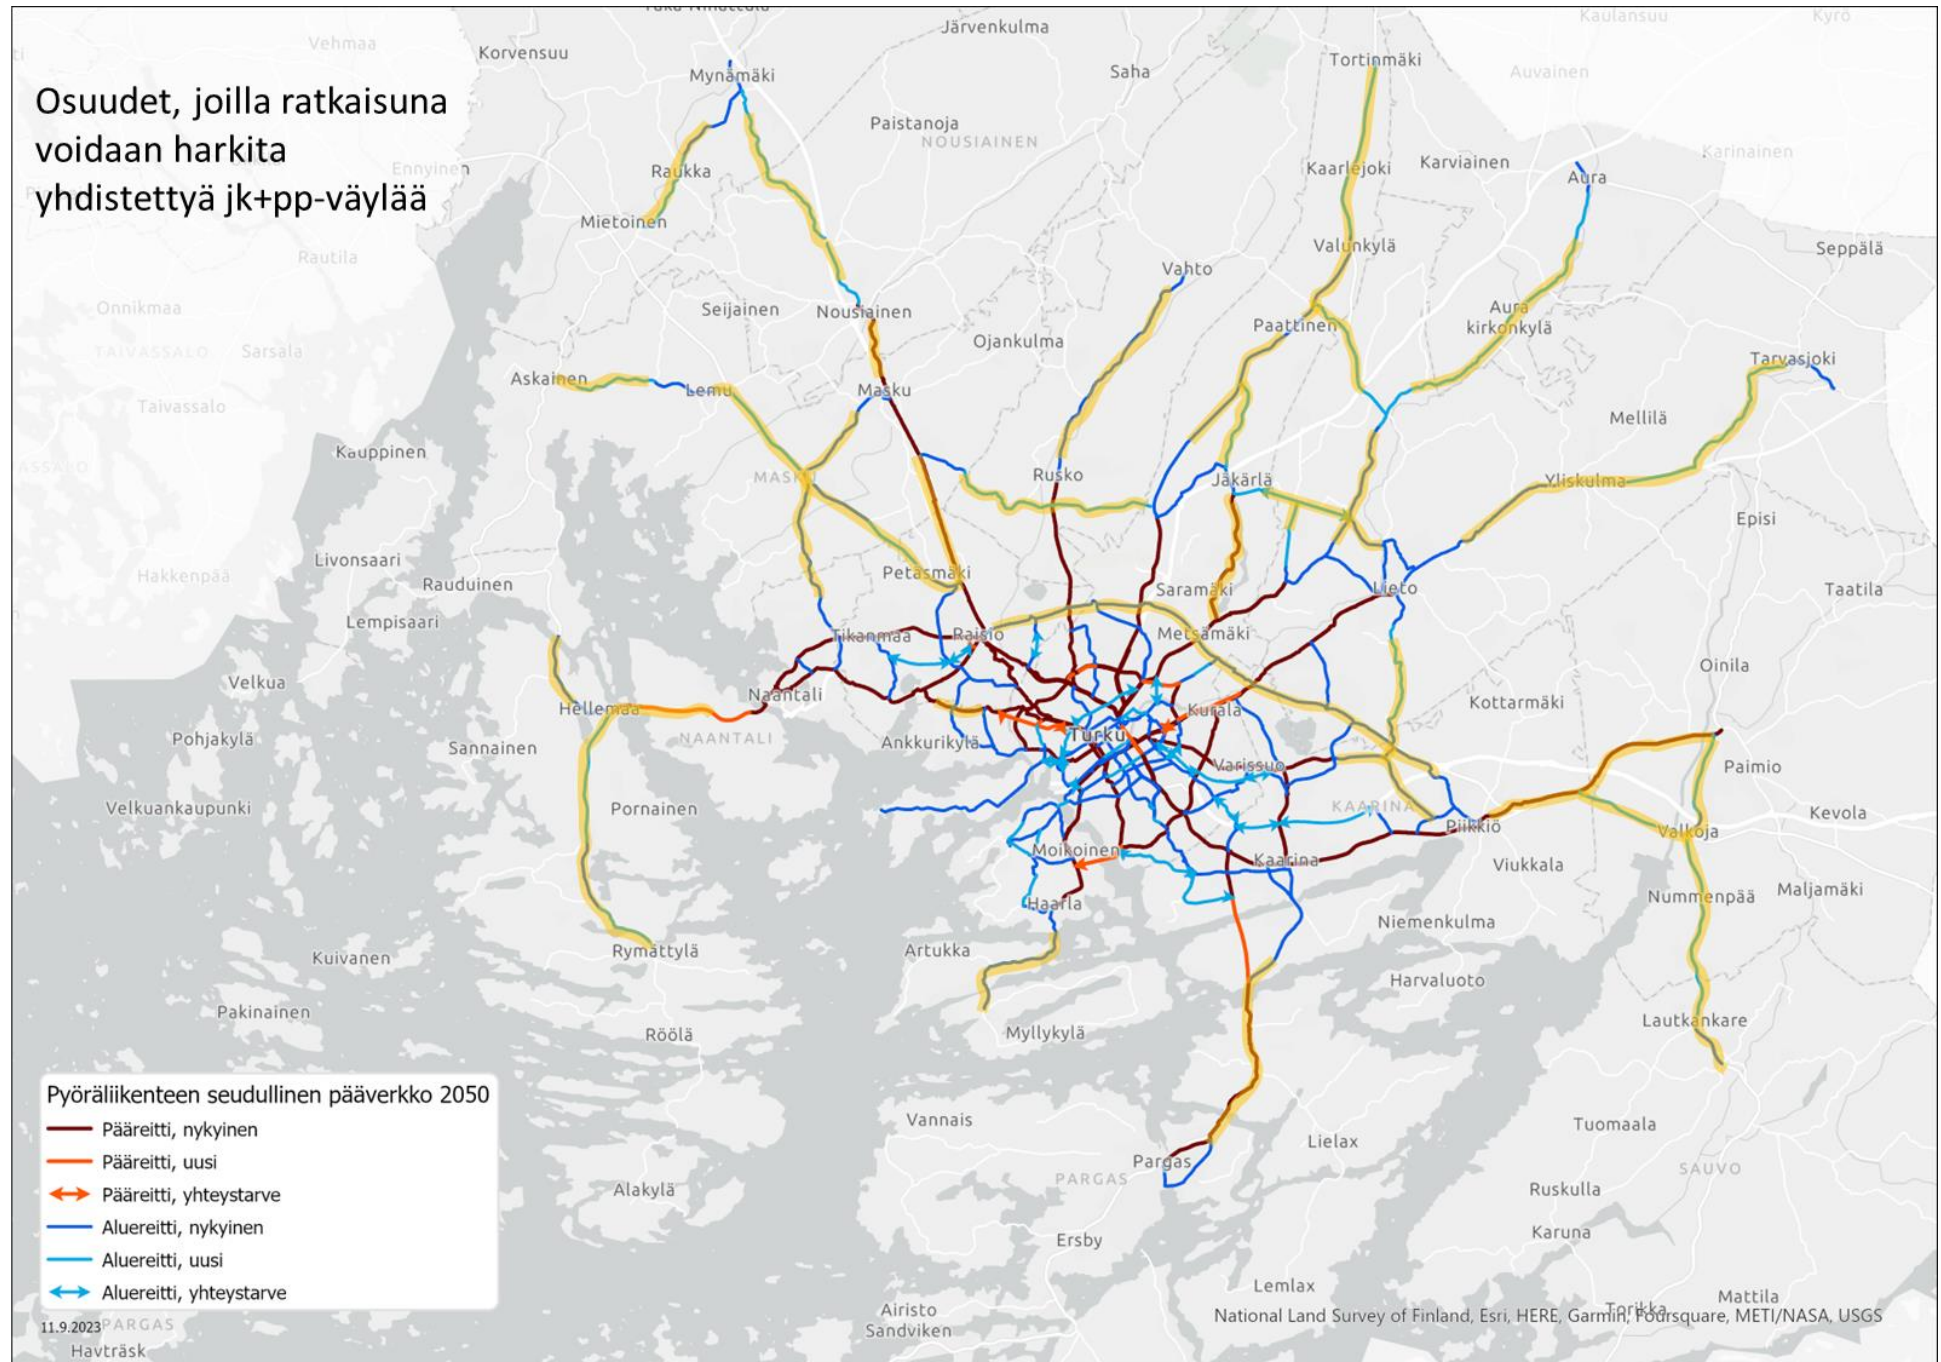 Järvenkulma
Kaulansuu
Kyrö
Vehmaa
Korvensuu
Mynämäki
Saha
Tortinmäki
Auvainen
Osuudet, joilla ratkaisuna
voidaan harkita
yhdistettyä jk+pp-väylää
Paistanoja
NOUSIAINEN
Karinainen
Ennyinen
Raukka
Kaarlejoki
Karviainen
Aura
Mietoinen
Rautila
Valunkylä
Seppälä
Vahto
Onnikmaa
Seijainen
Nousiainen
Aura
kirkonkylä
Paattinen
Ojankulma
TAIVASSALO
Sarsala
Tarvasjoki
Askainen
Lemu
Masku
Taivassalo
Mellilä
Kauppinen
Rusko
Jäkärlä
Yliskulma
MASKU
Episi
Livonsaari
Hakkenpää
Rauduinen
Petäsmäki
Saramäki
Lieto
Taatila
Lempisaari
Tikanmaa
Raisio
Metsämäki
Oinila
Velkua
Naantali
Hellemaa
Kurala
Kottarmäki
Pohjakylä
Sannainen
NAANTALI
Ankkurikylä
Turku
Varissuo
Paimio
Velkuankaupunki
Pornainen
KAARINA
Piikkiö
Valkoja
Kevola
Moikoinen
Kaarina
Viukkala
Haarla
Nummenpää
Maljamäki
Niemenkulma
Kuivanen
Rymättylä
Artukka
Harvaluoto
Pakinainen
Röölä
Myllykylä
Lautkankare
Pyöräliikenteen seudullinen pääverkko 2050
Pääreitti, nykyinen
Pääreitti, uusi
Pääreitti, yhteystarve
Aluereitti, nykyinen
Aluereitti, uusi
Aluereitti, yhteystarve
Vannais
Lielax
Tuomaala
Pargas
PARGAS
SAUVO
Alakylä
Ruskulla
Karuna
Ersby
Lemlax
Mattila
Torikka
Airisto
Sandviken
National Land Survey of Finland, Esri, HERE, Garmin, Foursquare, METI/NASA, USGS
11.9.2023
PARGAS
Havträsk